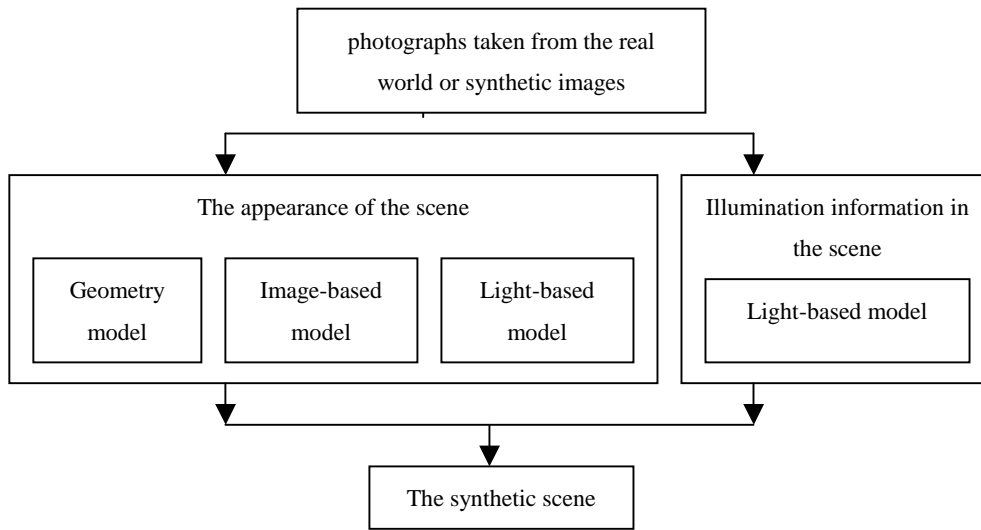 photographs taken from the real
world or synthetic images
The appearance of the scene
Geometry
model
Image-based
model
Light-based
model
Illumination information in
the scene
Light-based model
The synthetic scene